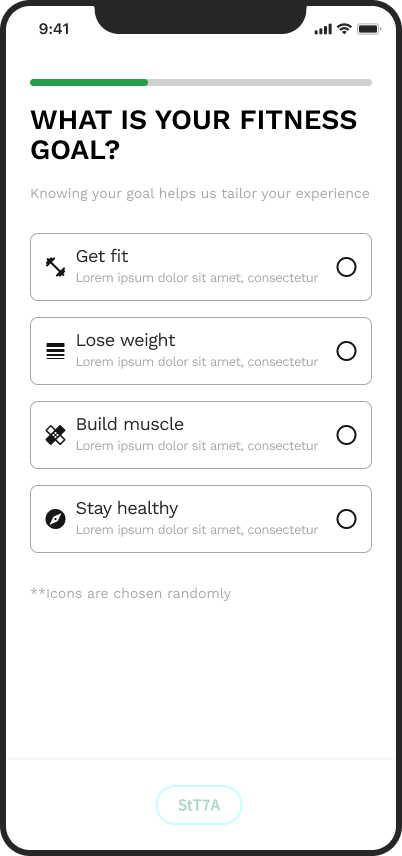 9:41
WHAT IS YOUR FITNESS
GOAL?
Knowing your goal helps us tailor your experience
Get fit
Lorem ipsum dolor sit amet, consectetur
Lose weight
Lorem ipsum dolor sit amet, consectetur
Build muscle
Lorem ipsum dolor sit amet, consectetur
Stay healthy
Lorem ipsum dolor sit amet, consectetur
**Icons are chosen randomly
StT7A